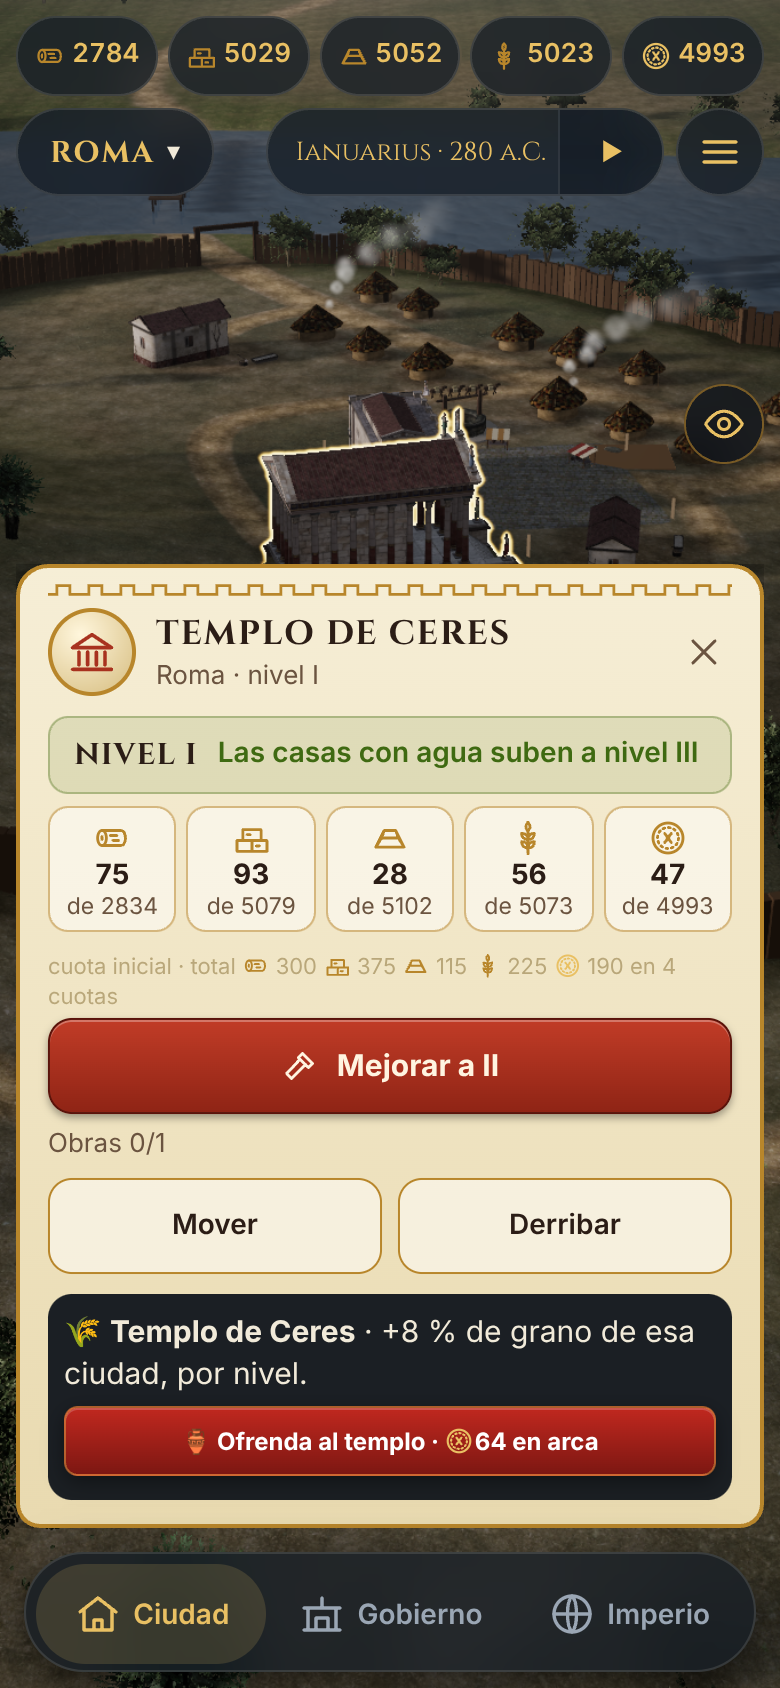 2784 5029 5052 5023 4993
ROMA ▼ IANUARIUS · 280 A.C.
TEMPLO DE CERES
Roma · nivel I
NIVEL I Las casas con agua suben a nivel III
75 93 28 56 47
de 2834 de 5079 de 5102 de 5073 de 4993
cuota inicial · total 300 375 115 225 190 en 4
cuotas
Mejorar a II
Obras 0/1
Mover Derribar
Templo de Ceres · +8 % de grano de esa
ciudad, por nivel.
Ofrenda al templo · 64 en arca
Ciudad Gobierno Imperio